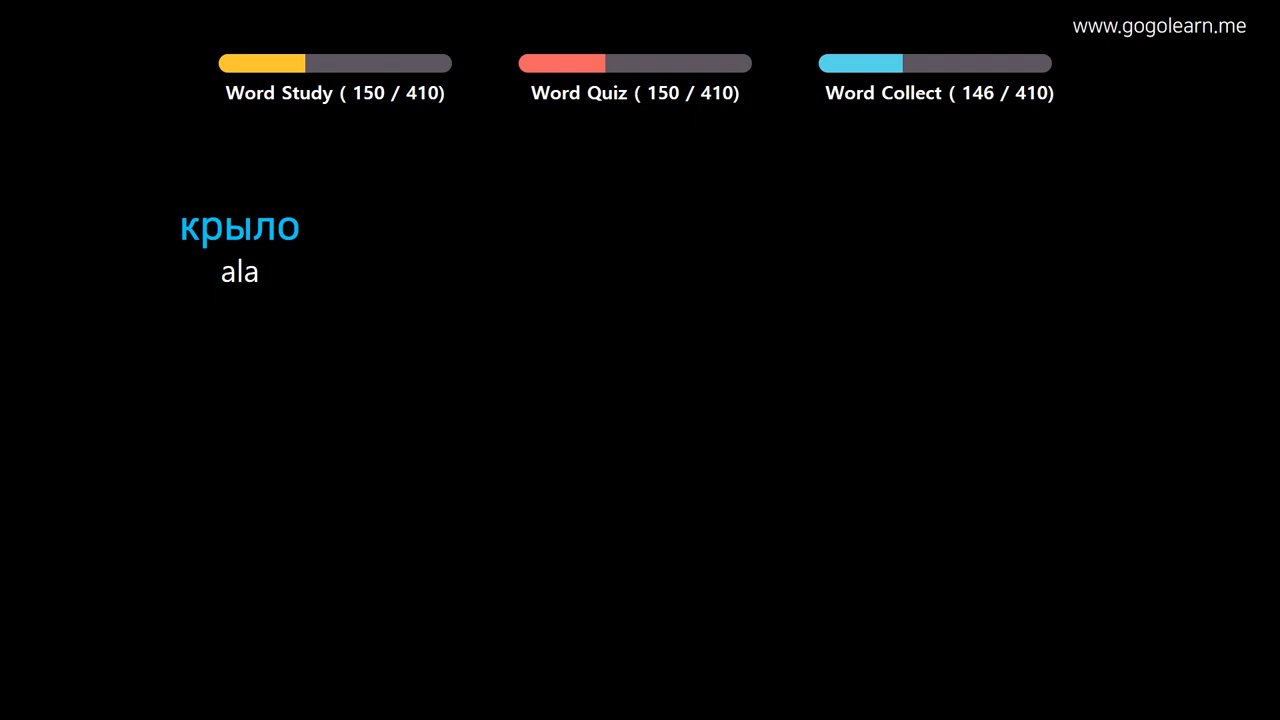 www.gogolearn.me
Word Study ( 150 / 410)
Word Quiz ( 150 / 410)
Word Collect ( 146 / 410)
крыло
ala